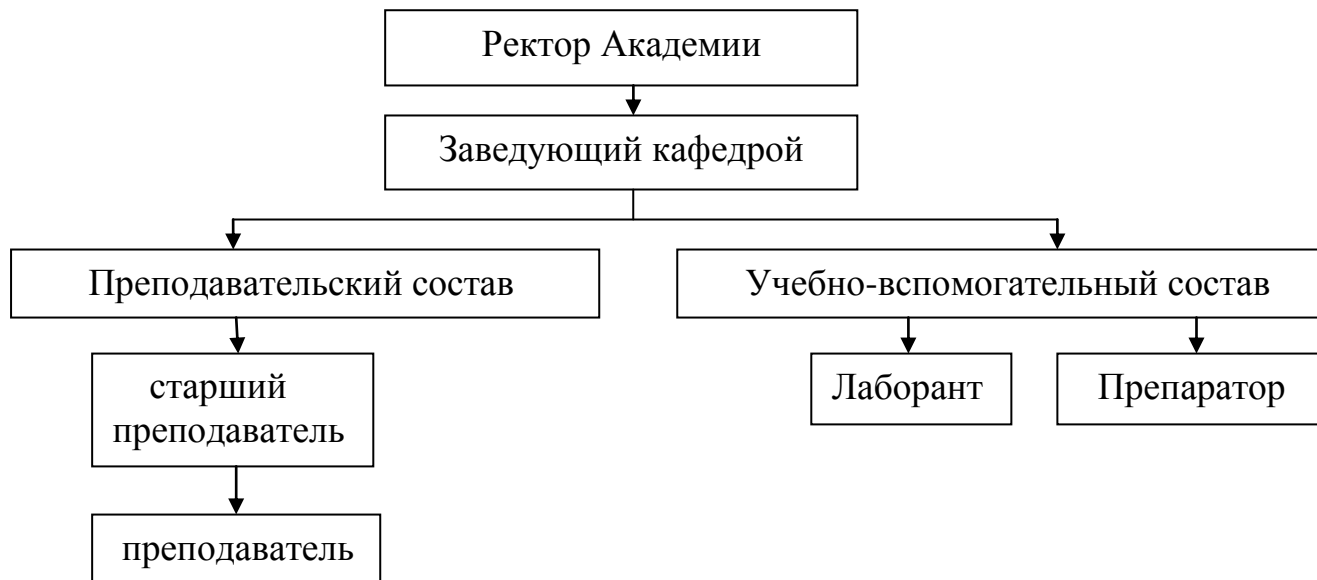 Ректор Академии
Заведующий кафедрой
Преподавательский состав
Учебно-вспомогательный состав
старший
преподаватель
Лаборант
Препаратор
преподаватель